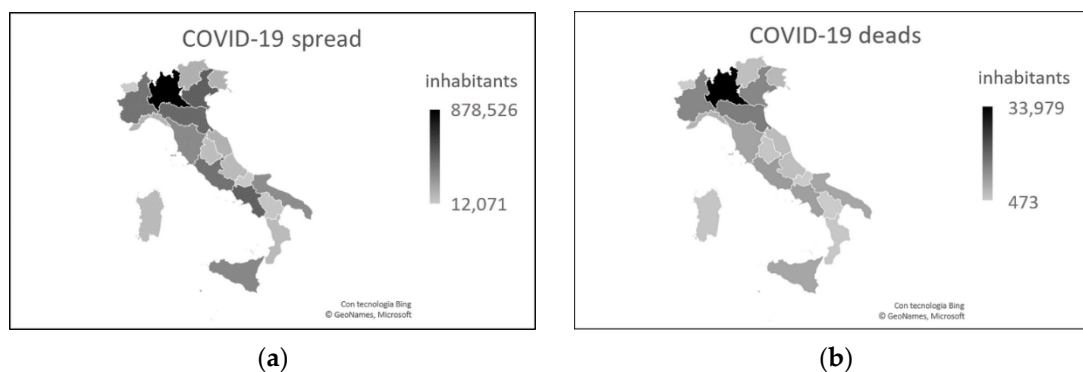 COVID-19 spread
inhabitants
878,526
12,071
Con tecnologia Bing
© GeoNames, Microsoft
(a)
COVID-19 deads
inhabitants
33,979
473
Con tecnologia Bing
© GeoNames, Microsoft
(b)